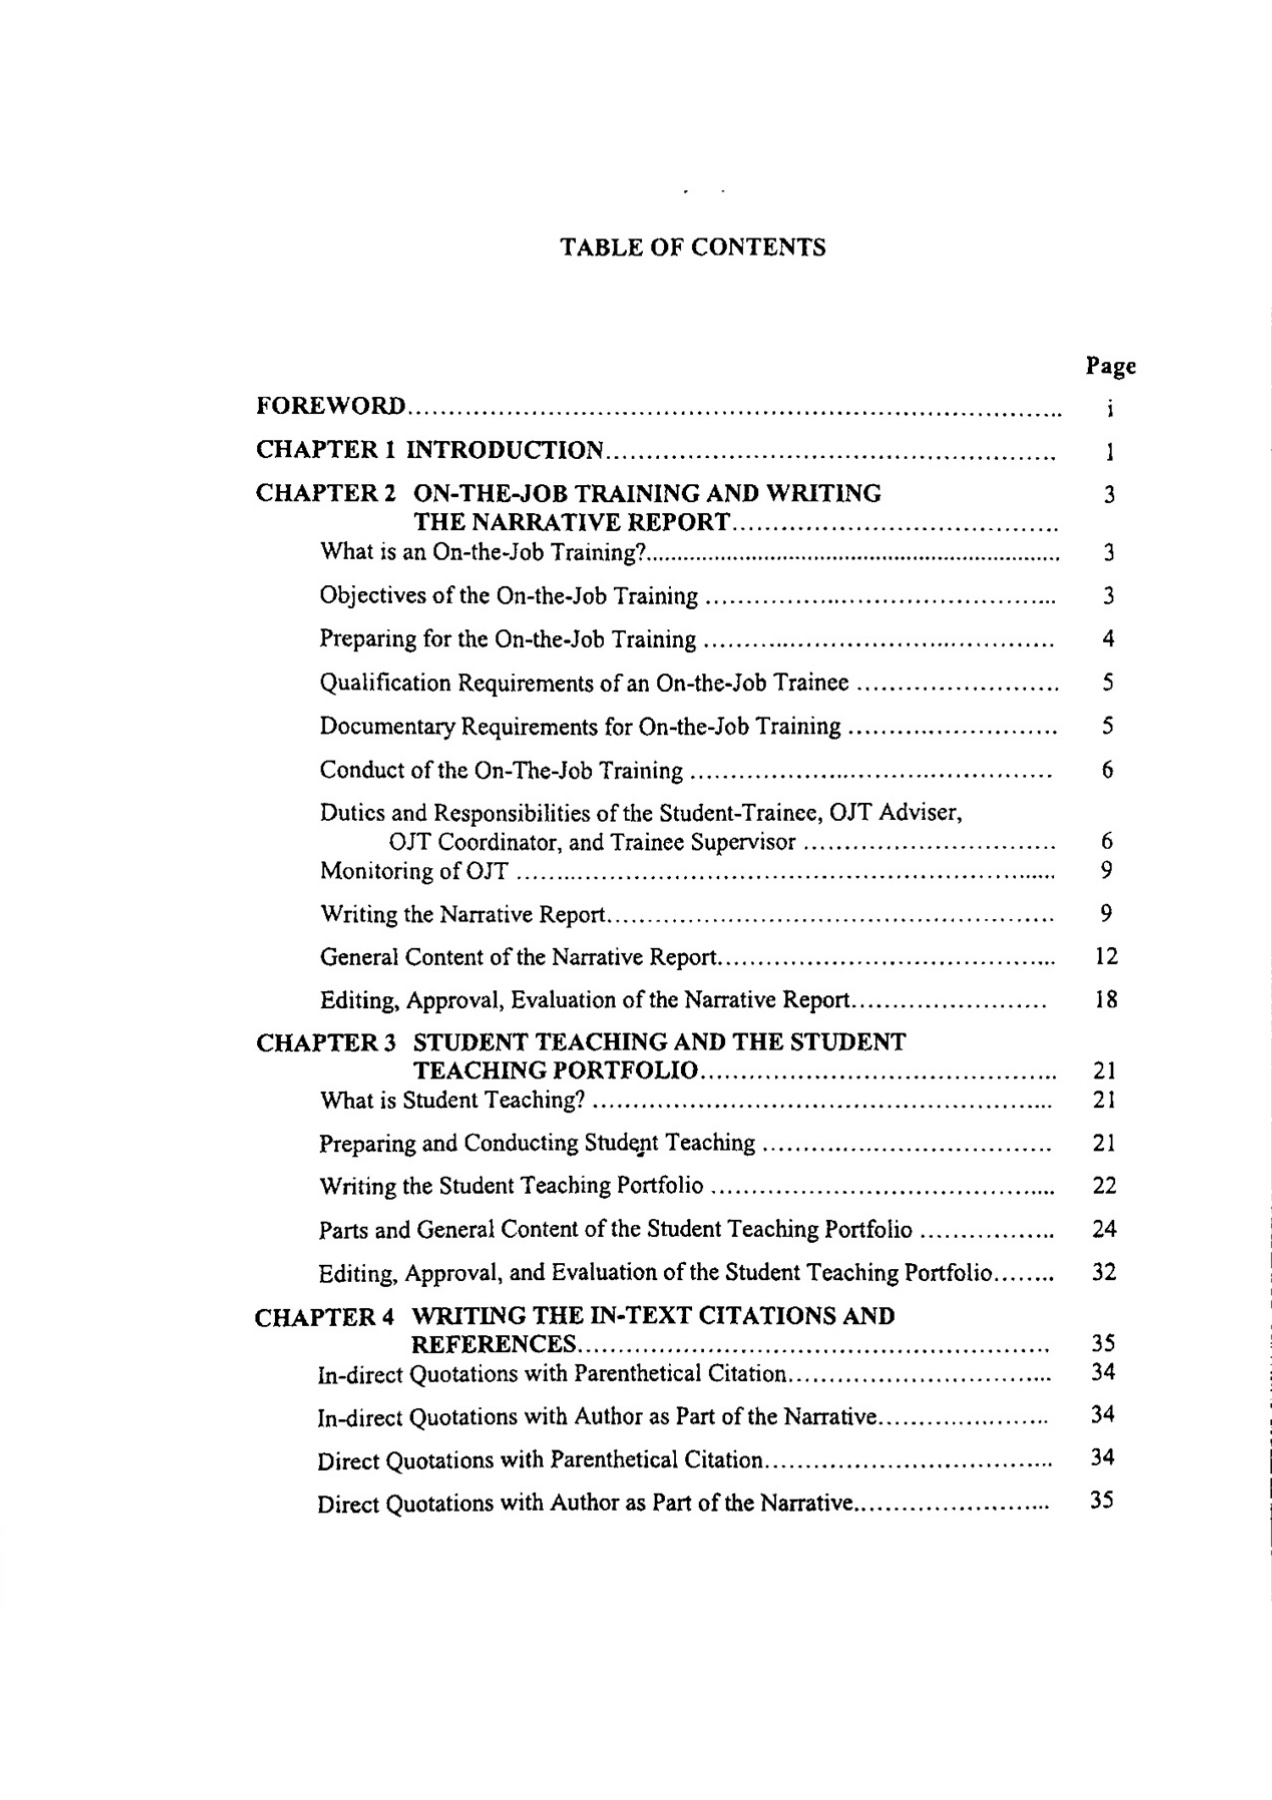 TABLE OF CONTENTS
Page
FOREWORD.............................................................................. i
CHAPTER 1 INTRODUCTION...................................................... 1
CHAPTER 2 ON-THE-JOB TRAINING AND WRITING 3
THE NARRATIVE REPORT.......................................
What is an On-the-Job Training?.................................................................. 3
Objectives of the On-the-Job Training ........................................... 3
Preparing for the On-the-Job Training ........................................... 4
Qualification Requirements of an On-the-Job Trainee ......................... 5
Documentary Requirements for On-the-Job Training .......................... 5
Conduct of the On-The-Job Training ............................................ 6
Duties and Responsibilities of the Student-Trainee, OJT Adviser,
OJT Coordinator, and Trainee Supervisor ............................... 6
Monitoring of OJT .................................................................. 9
Writing the Narrative Report....................................................... 9
General Content of the Narrative Report......................................... 12
Editing, Approval, Evaluation of the Narrative Report........................ 18
CHAPTER 3 STUDENT TEACHING AND THE STUDENT
TEACHING PORTFOLIO............................................ 21
What is Student Teaching? ......................................................... 21
Preparing and Conducting Student Teaching ................................... 21
Writing the Student Teaching Portfolio .......................................... 22
Parts and General Content of the Student Teaching Portfolio ................. 24
Editing, Approval, and Evaluation of the Student Teaching Portfolio........ 32
CHAPTER 4 WRITING THE IN-TEXT CITATIONS AND
REFERENCES.......................................................... 35
In-direct Quotations with Parenthetical Citation................................ 34
In-direct Quotations with Author as Part of the Narrative..................... 34
Direct Quotations with Parenthetical Citation................................... 34
Direct Quotations with Author as Part of the Narrative........................ 35